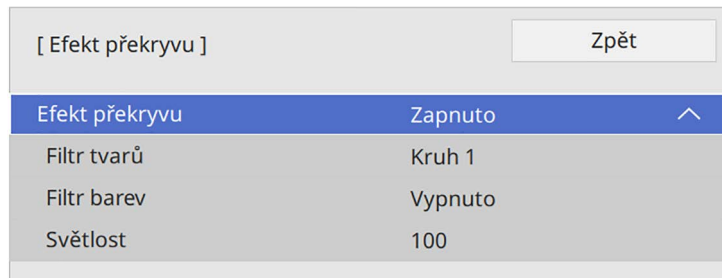 [ Efekt překryvu ] Zpět
Efekt překryvu Zapnuto
Filtr tvarů Kruh 1
Filtr barev Vypnuto
Světlost 100